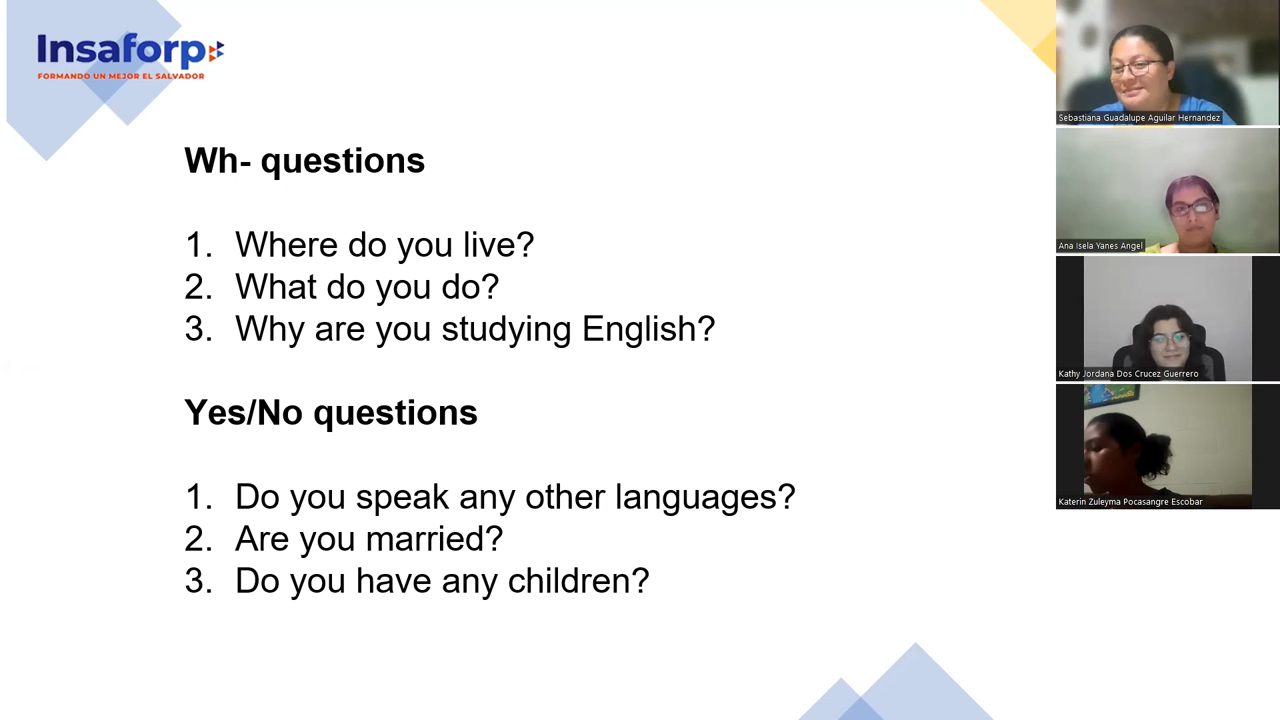 Insaforp
FORMANDO UN MEJOR EL SALVADOR
Wh- questions
1. Where do you live?
2. What do you do?
3. Why are you studying English?
Yes/No questions
1. Do you speak any other languages?
2. Are you married?
3. Do you have any children?
Sebastiana Guadalupe Aguilar Hernandez
Ana Isela Yanes Angel
Kathy Jordana Dos Crucez Guerrero
Katerin Zuleyma Pocasangre Escobar